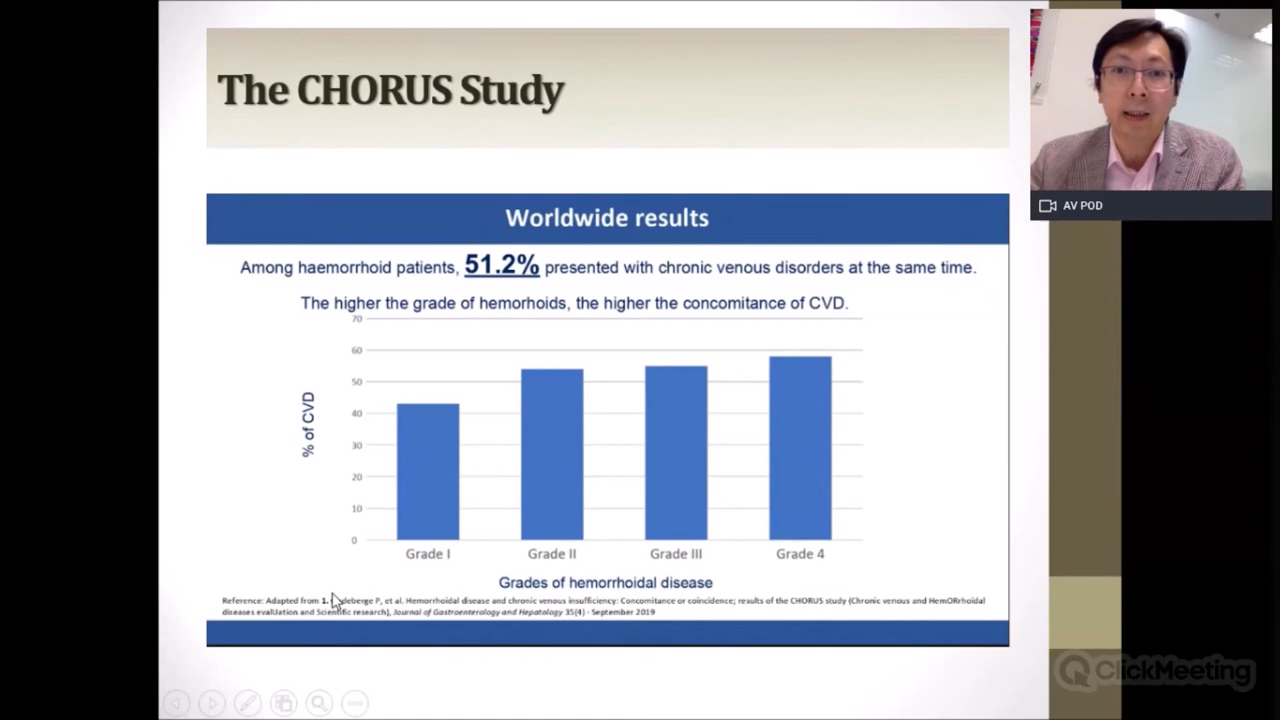 The CHORUS Study
AV POD
Worldwide results
Among haemorrhoid patients, 51.2% presented with chronic venous disorders at the same time.
The higher the grade of hemorhoids, the higher the concomitance of CVD.
70
60
50
40
30
20
10
0
% of CVD
Grade I Grade II Grade III Grade 4
Grades of hemorrhoidal disease
Reference: Adapted from 1. P, et al. Hemorrhoidal disease and chronic venous insufficiency: Concomitance or coincidence; results of the CHORUS study (Chronic venous and HemORrhoidal
diseases evalUation and Scientific research), Journal of Gastroenterology and Hepatology 35(4) · September 2019
ClickMeeting